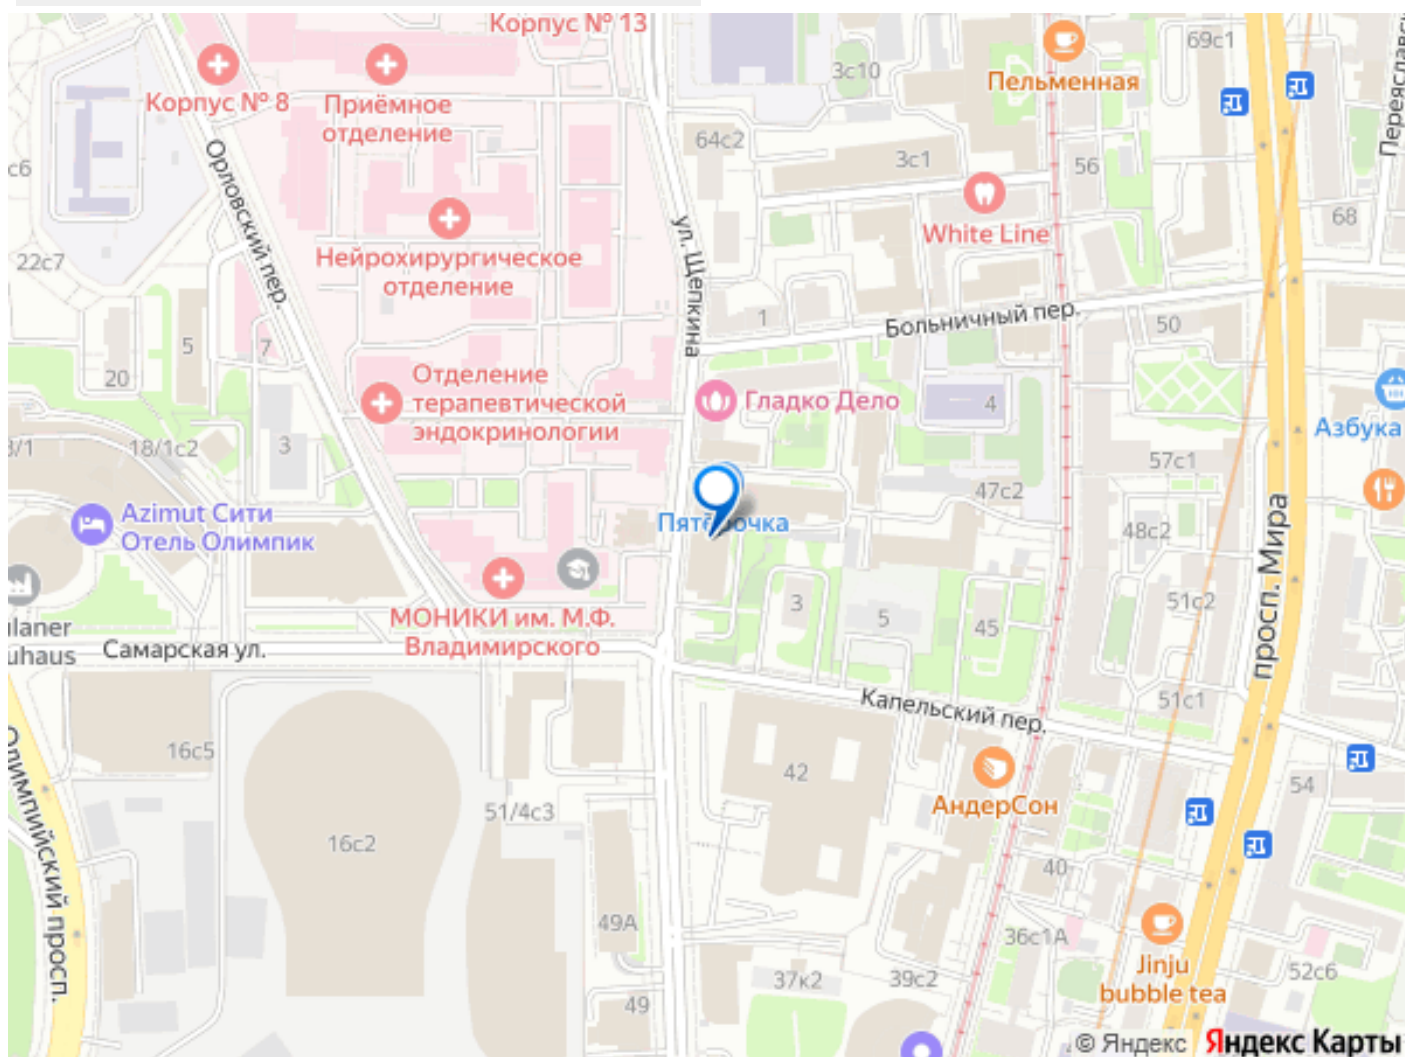 Корпус № 13
69с1
3с10
Пельменная
Корпус № 8
Приёмное
отделение
64с2
3с1
56
с6
Орловский пер.
White Line
68
22с7
ул. Щепкина
Нейрохирургическое
отделение
1
Больничный пер.
50
5
7
20
Отделение
терапевтической
эндокринологии
Гладко Дело
4
Азбука
18/1с2
3
57с1
47с2
Azimut Сити
Отель Олимпик
Пятёрочка
48с2
просп. Мира
МОНИКИ им. М.Ф.
Владимирского
3
5
45
51с2
Самарская ул.
Капельский пер.
51с1
16с5
42
54
АндерСон
51/4с3
16с2
40
Олимпийский просп.
49А
36с1А
Jinju
bubble tea
37к2
39с2
52с6
49
© Яндекс
Яндекс Карты